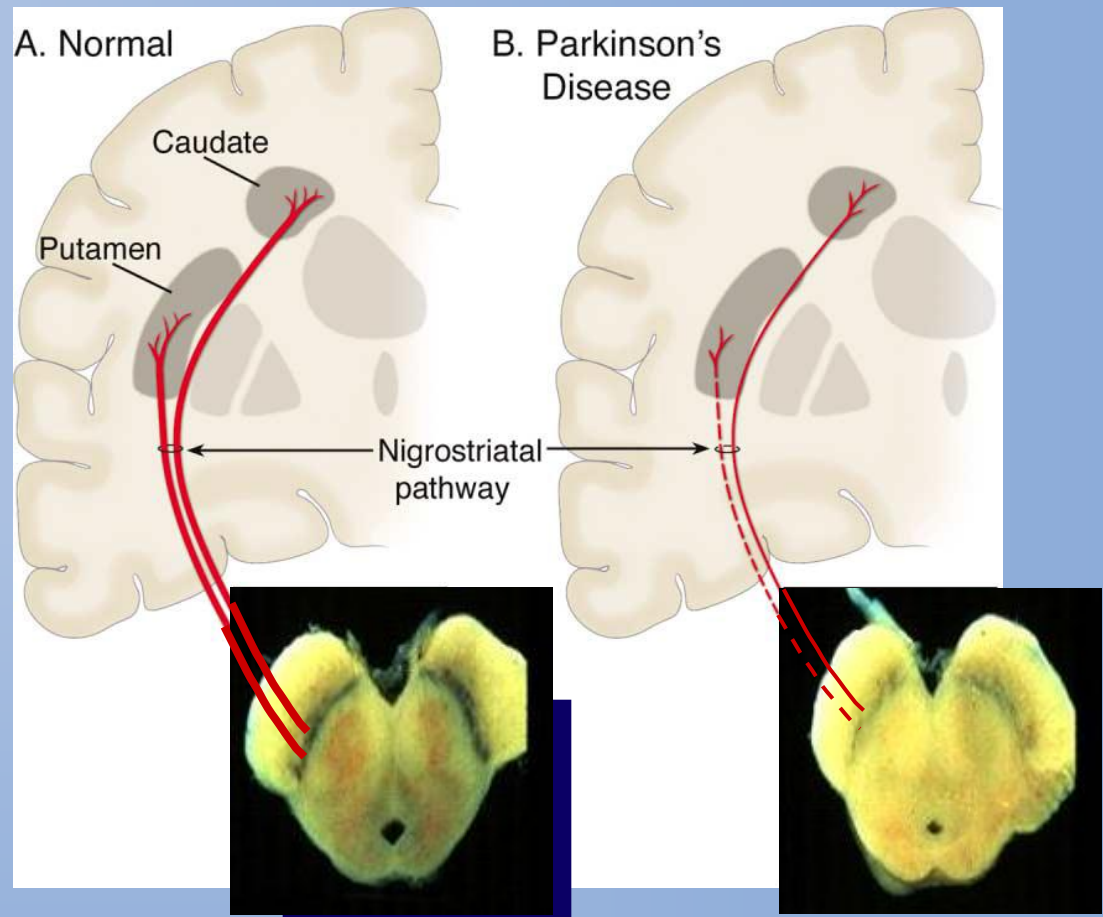 A. Normal
B. Parkinson's
Disease
Caudate
Putamen
Nigrostriatal
pathway